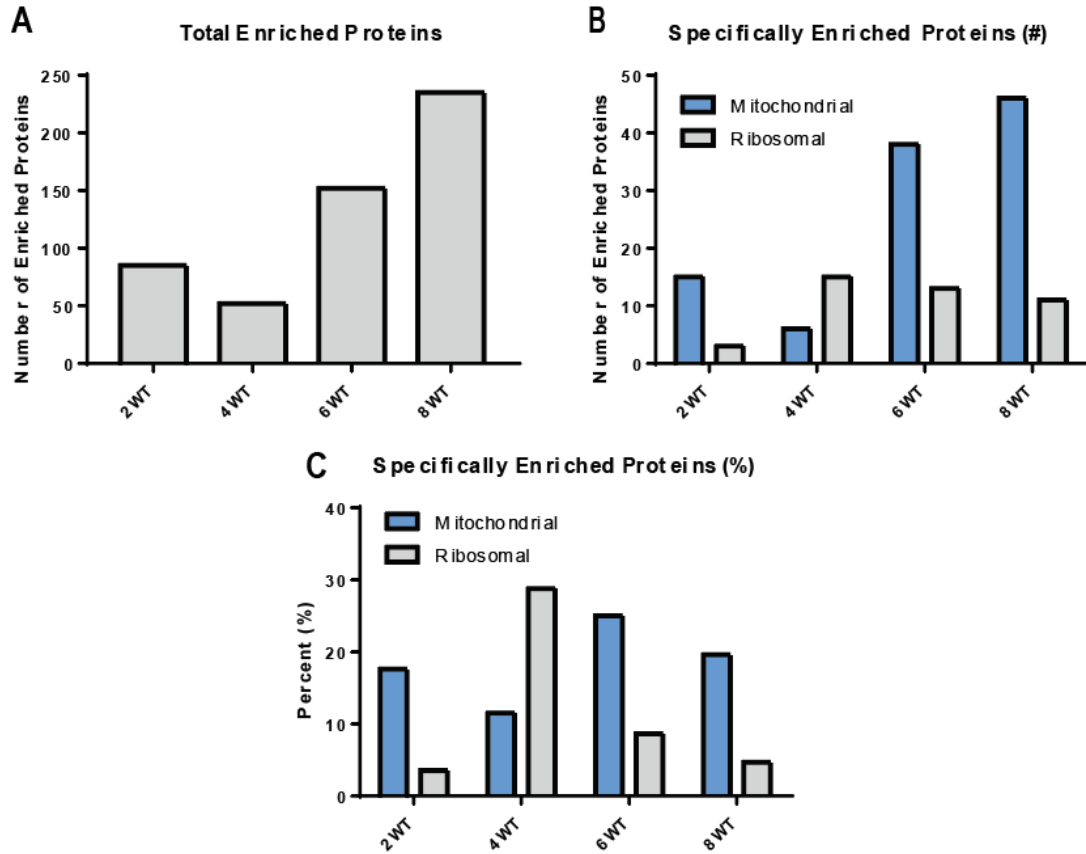 A
Total Enriched Proteins
Number of Enriched Proteins
250
200
150
100
50
0
2 WT
4 WT
6 WT
8 WT
B
Specifically Enriched Proteins (#)
Number of Enriched Proteins
50
40
30
20
10
0
Mitochondrial
Ribosomal
2 WT
4 WT
6 WT
8 WT
C
Specifically Enriched Proteins (%)
Percent (%)
40
30
20
10
0
Mitochondrial
Ribosomal
2 WT
4 WT
6 WT
8 WT